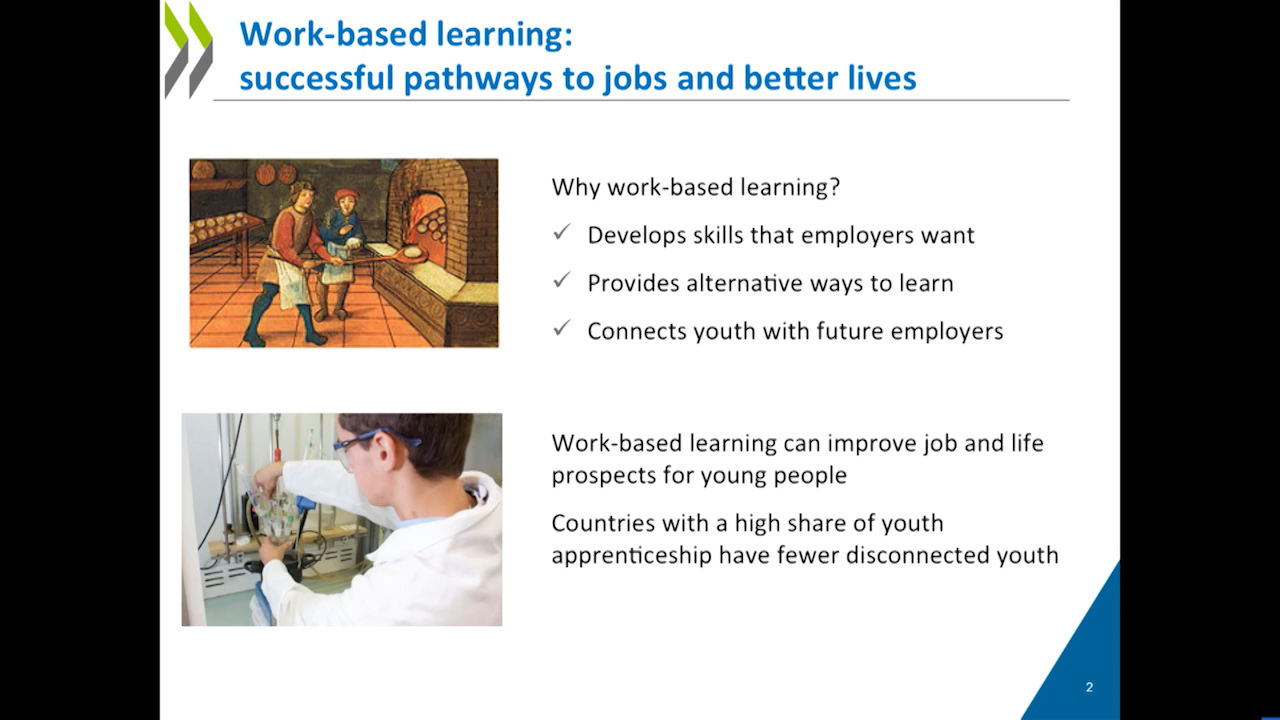 Work-based learning:
successful pathways to jobs and better lives
Why work-based learning?
✓ Develops skills that employers want
✓ Provides alternative ways to learn
✓ Connects youth with future employers
Work-based learning can improve job and life
prospects for young people
Countries with a high share of youth
apprenticeship have fewer disconnected youth
2